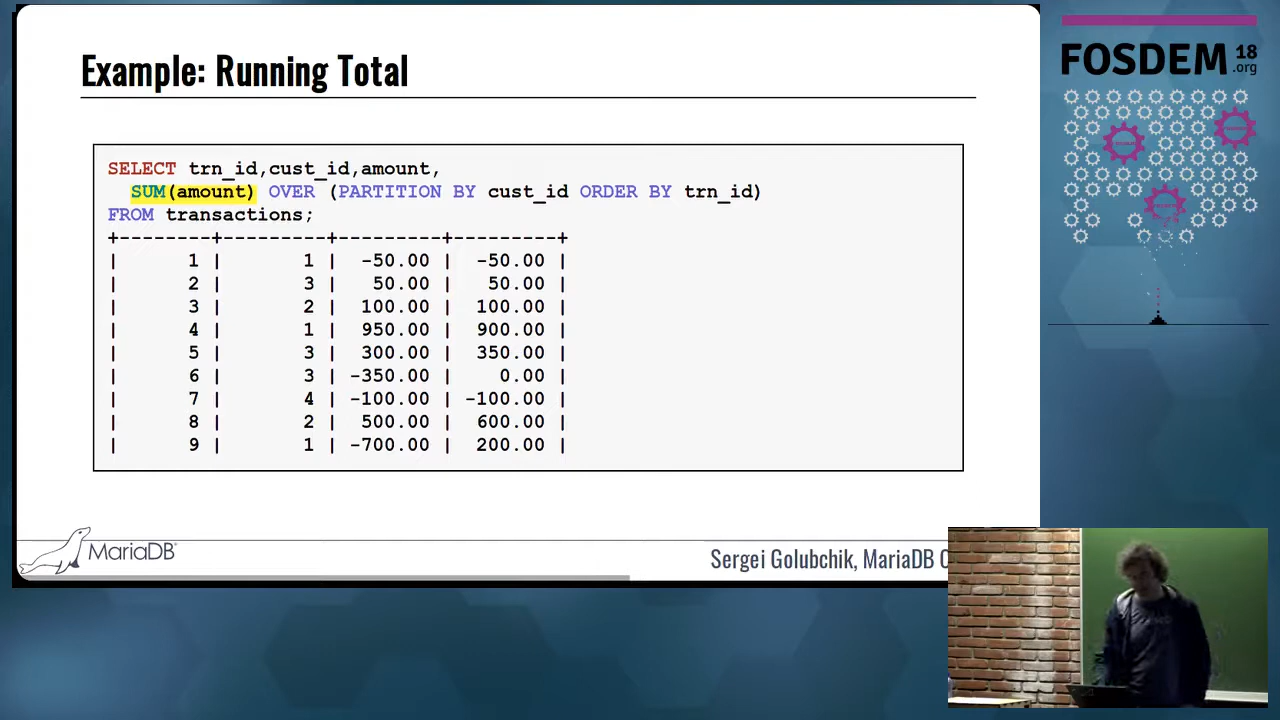 Example: Running Total
SELECT trn_id,cust_id,amount,
SUM(amount) OVER (PARTITION BY cust_id ORDER BY trn_id)
FROM transactions;
+--------+---------+---------+---------+
| 1 | 1 | -50.00 | -50.00 |
| 2 | 3 | 50.00 | 50.00 |
| 3 | 2 | 100.00 | 100.00 |
| 4 | 1 | 950.00 | 900.00 |
| 5 | 3 | 300.00 | 350.00 |
| 6 | 3 | -350.00 | 0.00 |
| 7 | 4 | -100.00 | -100.00 |
| 8 | 2 | 500.00 | 600.00 |
| 9 | 1 | -700.00 | 200.00 |
MariaDB
Sergei Golubchik, MariaDB C
FOSDEM 18
.org